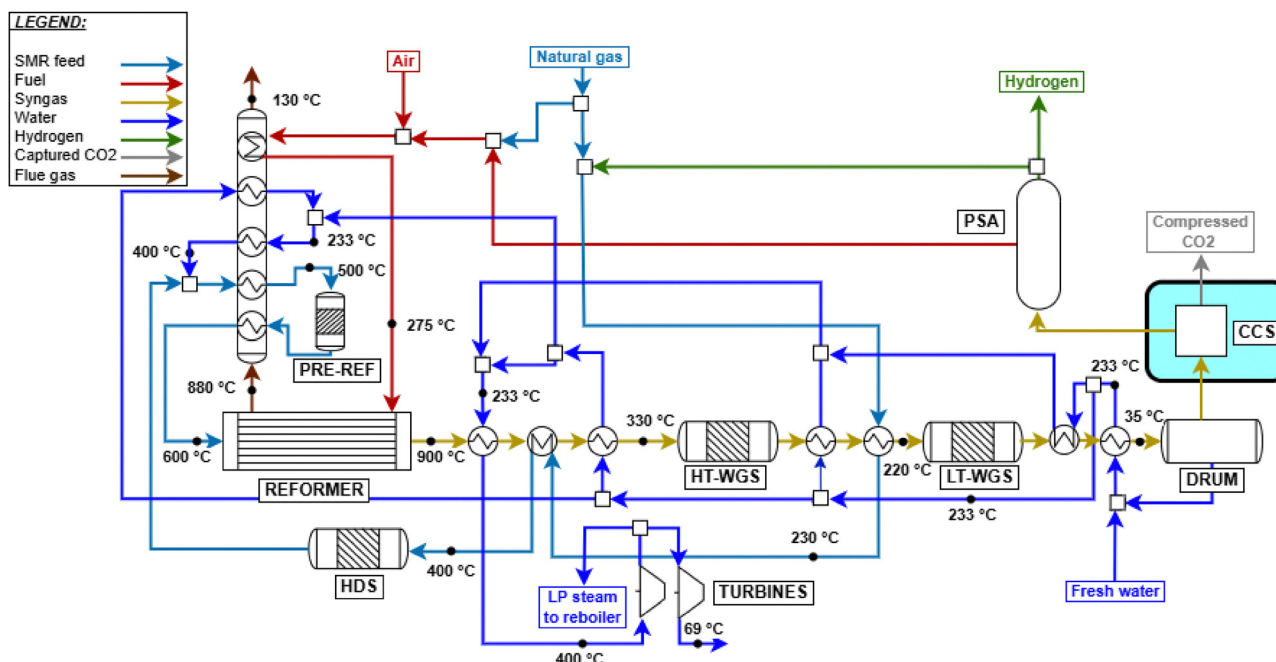 LEGEND:
SMR feed
Fuel
Syngas
Water
Hydrogen
Captured CO2
Flue gas
130 °C
Air
Natural gas
Hydrogen
PSA
Compressed
CO2
CCS
400 °C
233 °C
500 °C
275 °C
PRE-REF
880 °C
233 °C
233 °C
35 °C
600 °C
900 °C
330 °C
220 °C
REFORMER
HT-WGS
LT-WGS
DRUM
233 °C
230 °C
400 °C
HDS
LP steam
to reboiler
TURBINES
Fresh water
69 °C
400 °C